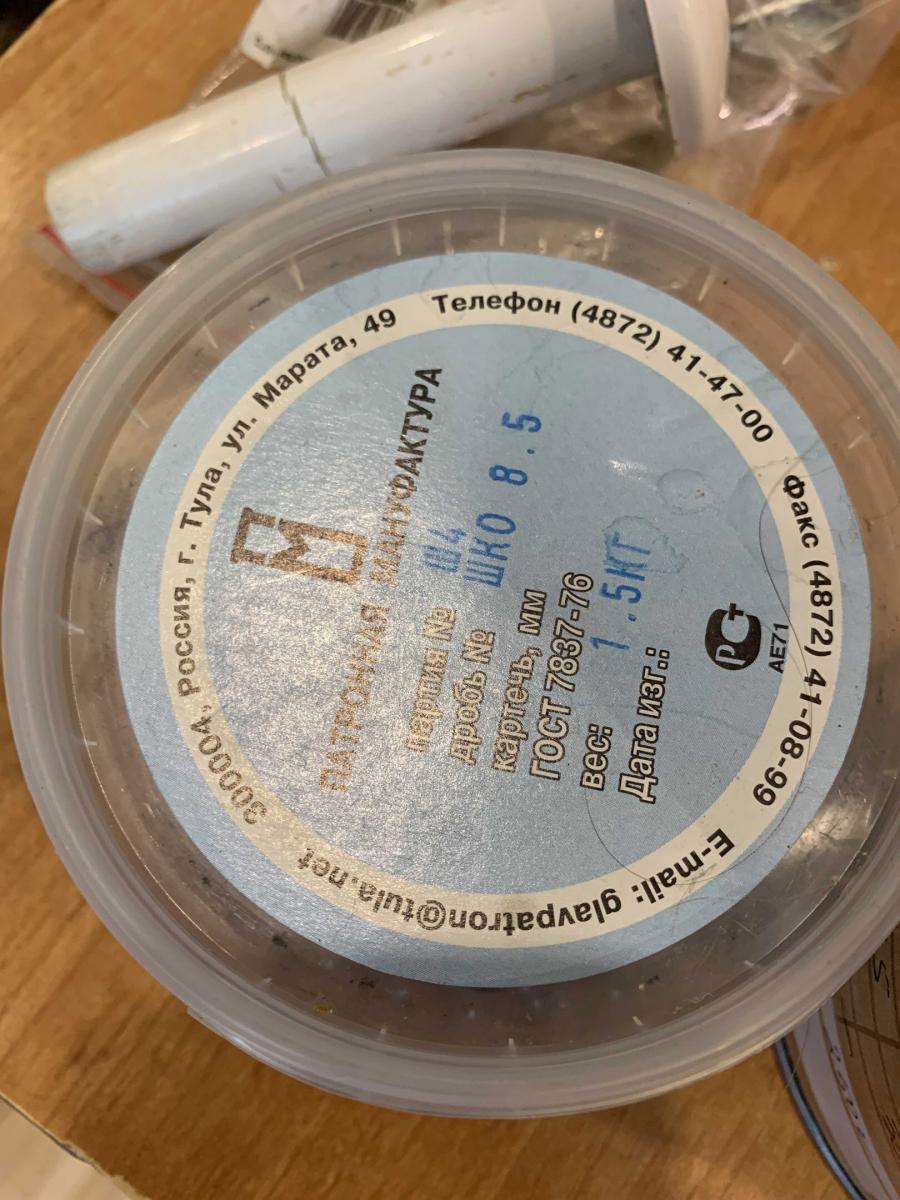 300004, Россия, г. Тула, ул. Марата, 49
Телефон (4872) 41-47-00
факс (4872) 41-08-99
E-mail: glavpatron@tula.net
ПАТРОННАЯ МАНУФАКТУРА
партия № Ш4
дробь № ШКО 8.5
картечь, мм
ГОСТ 7837-76
вес: 1.5КГ
Дата изг.:
РСТ
АЕ71